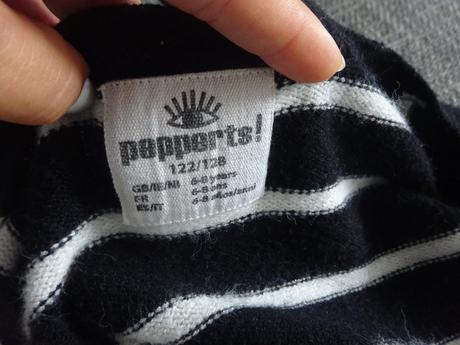 pepperts!
122/128
GB/IE/NI 6-8 years
FR 6-8 ans
ES/IT 6-8 años/anni